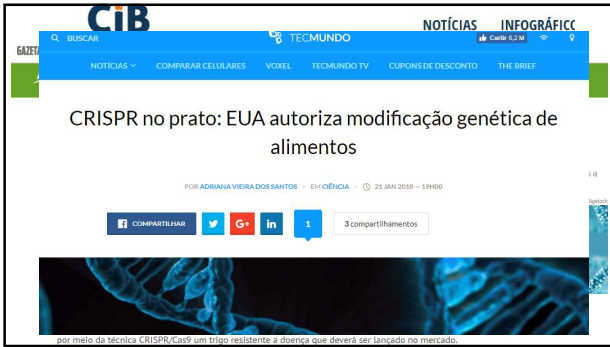 CiB
NOTÍCIAS INFOGRÁFICO
GAZETA
BUSCAR
TECMUNDO
Curtir 6,2 M
NOTÍCIAS COMPARAR CELULARES VOXEL TECMUNDO TV CUPONS DE DESCONTO THE BRIEF
CRISPR no prato: EUA autoriza modificação genética de
alimentos
POR ADRIANA VIEIRA DOS SANTOS - EM CIÊNCIA - 21 JAN 2018 — 19H00
COMPARTILHAR G+ in 1 3 compartilhamentos
por meio da técnica CRISPR/Cas9 um trigo resistente a doença que deverá ser lançado no mercado.